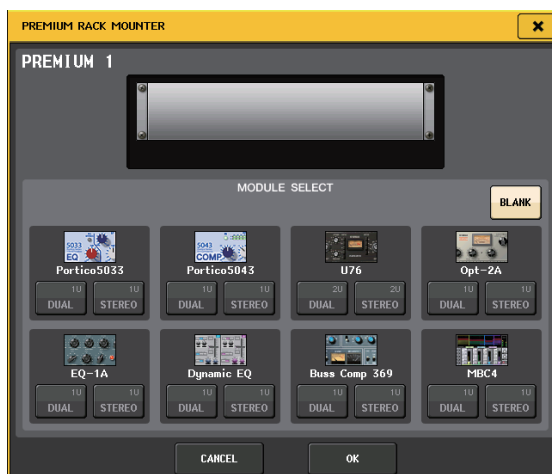 PREMIUM RACK MOUNTER
PREMIUM 1
MODULE SELECT
BLANK
5033
EQ
Portico5033
1U
DUAL
1U
STEREO
5043
COMP
Portico5043
1U
DUAL
1U
STEREO
U76
2U
DUAL
2U
STEREO
Opt-2A
1U
DUAL
1U
STEREO
EQ-1A
1U
DUAL
1U
STEREO
Dynamic EQ
1U
DUAL
1U
STEREO
Buss Comp 369
1U
DUAL
1U
STEREO
MBC4
1U
DUAL
1U
STEREO
CANCEL
OK